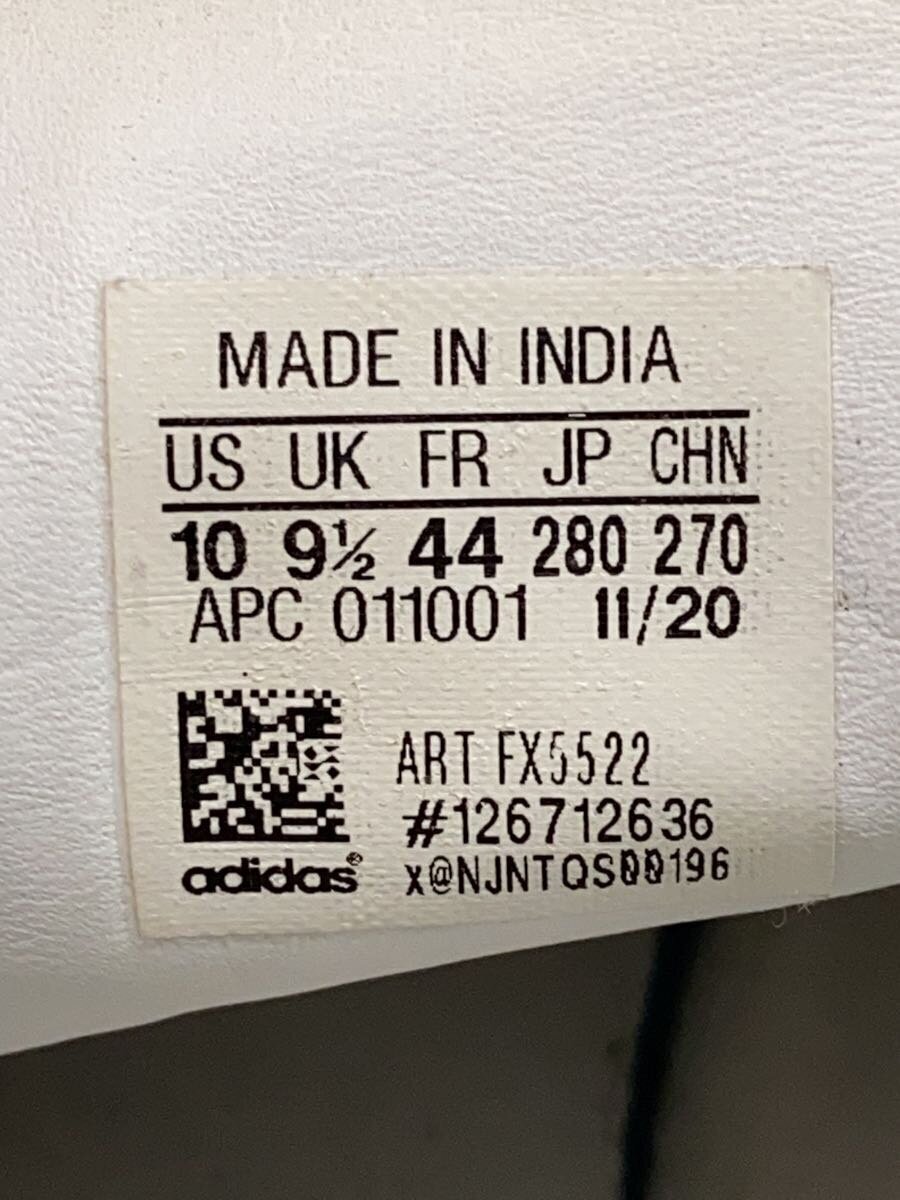 MADE IN INDIA
US UK FR JP CHN
10 9½ 44 280 270
APC 011001 11/20
ART FX5522
#126712636
adidas®
x@NJNTQS00196